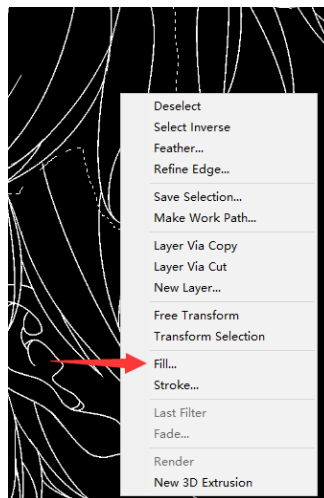 Deselect
Select Inverse
Feather...
Refine Edge...
Save Selection...
Make Work Path...
Layer Via Copy
Layer Via Cut
New Layer...
Free Transform
Transform Selection
Fill...
Stroke...
Last Filter
Fade...
Render
New 3D Extrusion